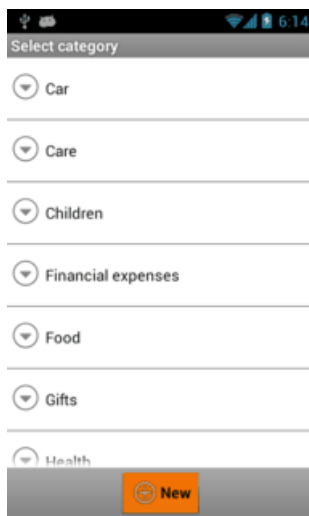 6:14
Select category
Car
Care
Children
Financial expenses
Food
Gifts
Health
New